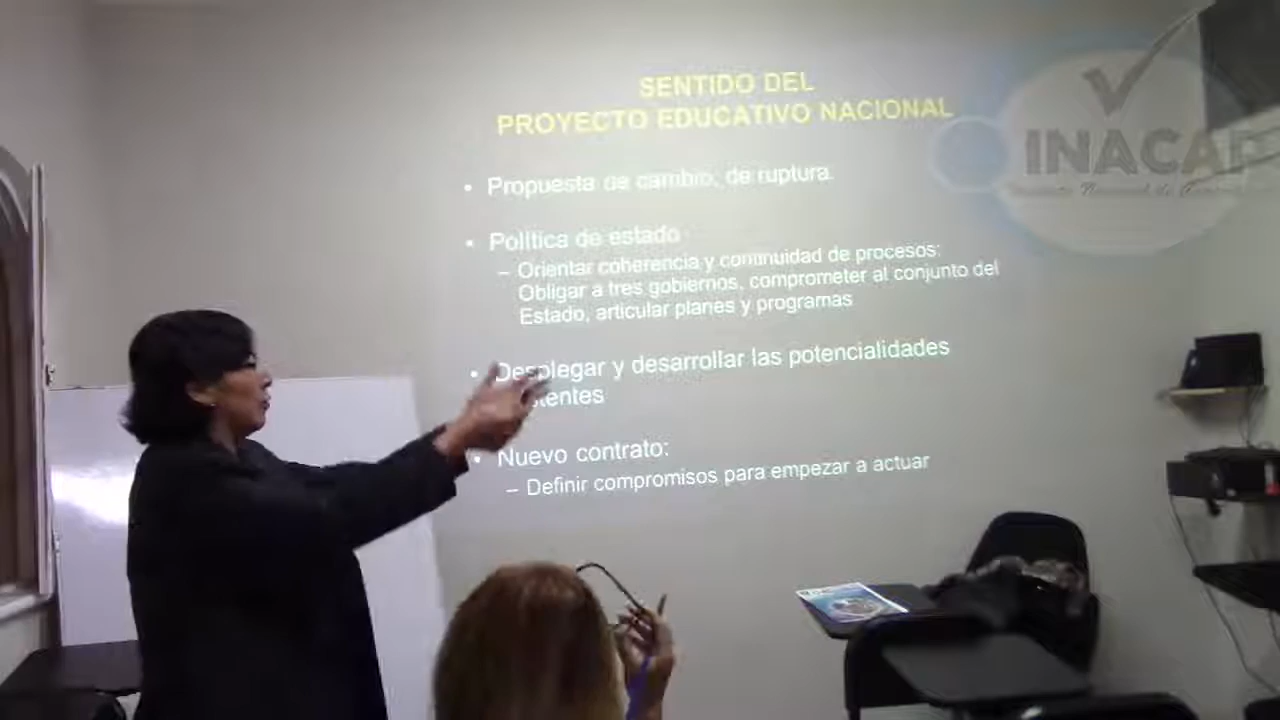 SENTIDO DEL
PROYECTO EDUCATIVO NACIONAL
• Propuesta de cambio, de ruptura.
• Política de estado
– Orientar coherencia y continuidad de procesos:
Obligar a tres gobiernos, comprometer al conjunto del
Estado, articular planes y programas
• Desplegar y desarrollar las potencialidades
• Nuevo contrato:
– Definir compromisos para empezar a actuar
INACAP
Nacional de